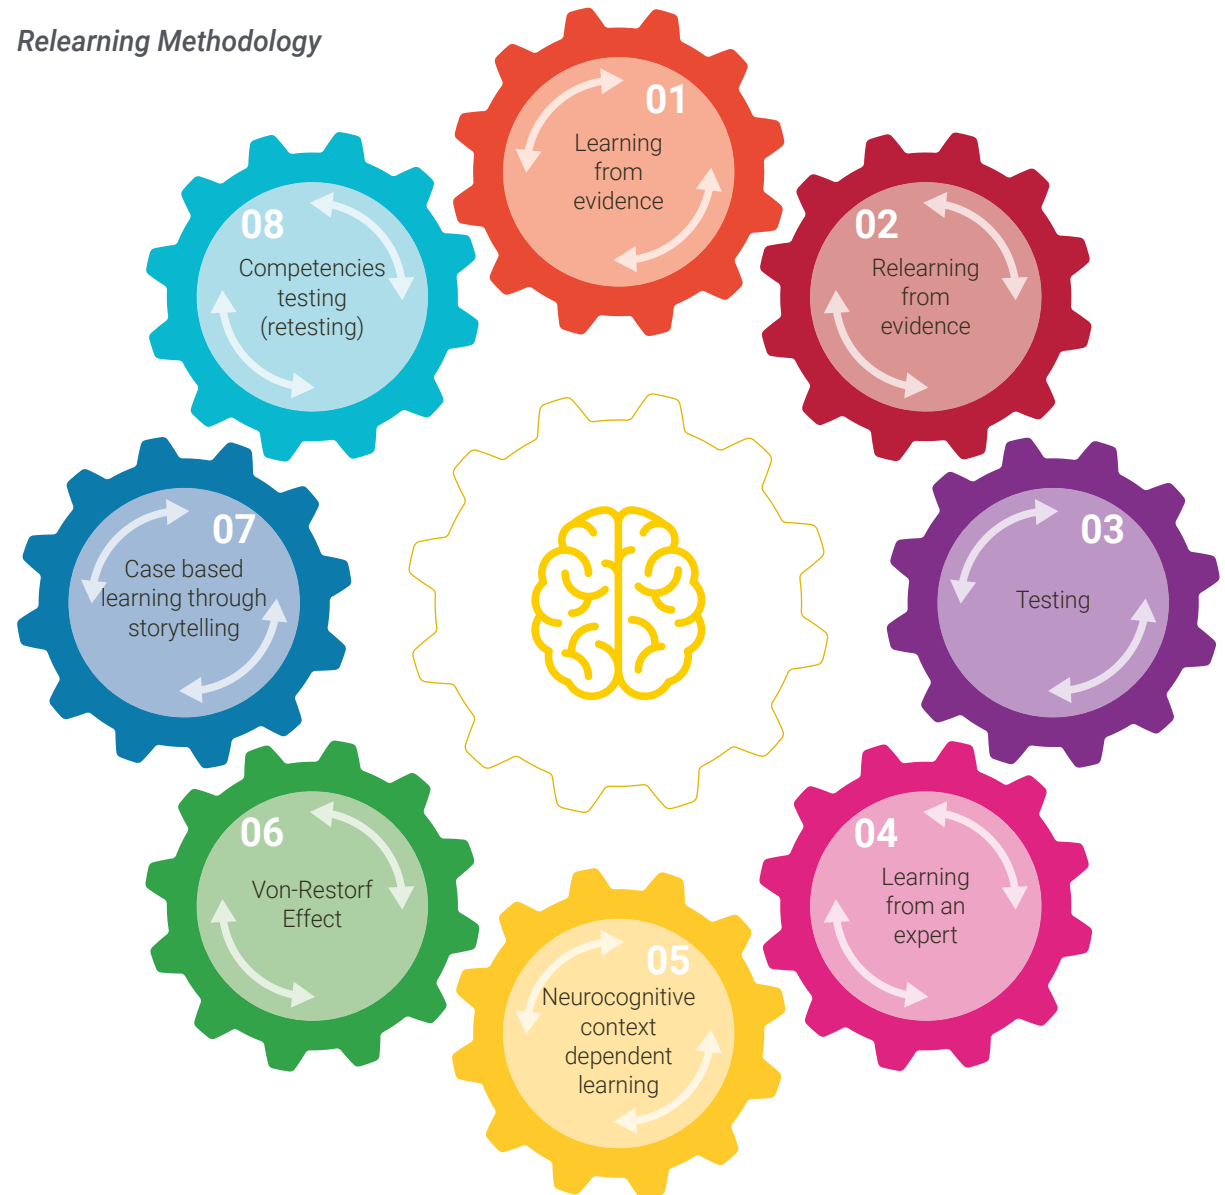 Relearning Methodology
01
Learning
from
evidence
02
Relearning
from
evidence
03
Testing
04
Learning
from an
expert
05
Neurocognitive
context
dependent
learning
06
Von-Restorf
Effect
07
Case based
learning through
storytelling
08
Competencies
testing
(retesting)